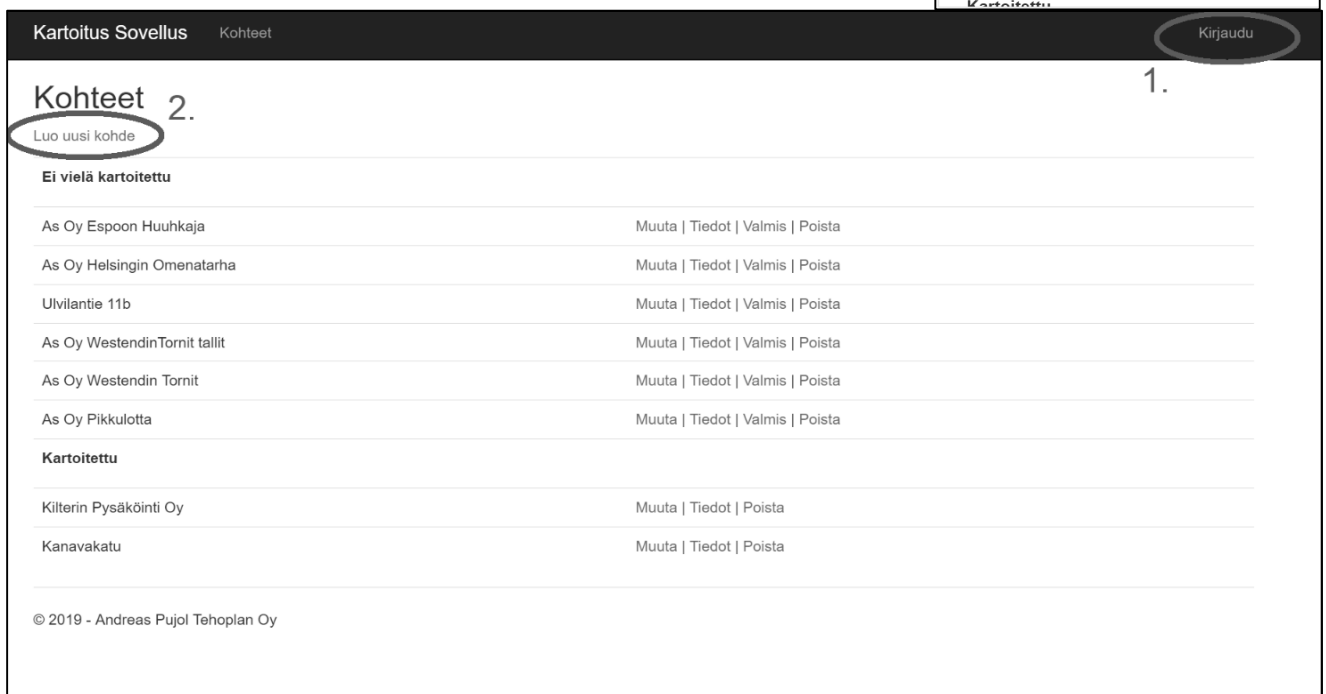 Kartoitettu
Kartoitus Sovellus Kohteet Kirjaudu
1.
Kohteet 2.
Luo uusi kohde
Ei vielä kartoitettu
As Oy Espoon Huuhkaja Muuta | Tiedot | Valmis | Poista
As Oy Helsingin Omenatarha Muuta | Tiedot | Valmis | Poista
Ulvilantie 11b Muuta | Tiedot | Valmis | Poista
As Oy WestendinTornit tallit Muuta | Tiedot | Valmis | Poista
As Oy Westendin Tornit Muuta | Tiedot | Valmis | Poista
As Oy Pikkulotta Muuta | Tiedot | Valmis | Poista
Kartoitettu
Kilterin Pysäköinti Oy Muuta | Tiedot | Poista
Kanavakatu Muuta | Tiedot | Poista
© 2019 - Andreas Pujol Tehoplan Oy